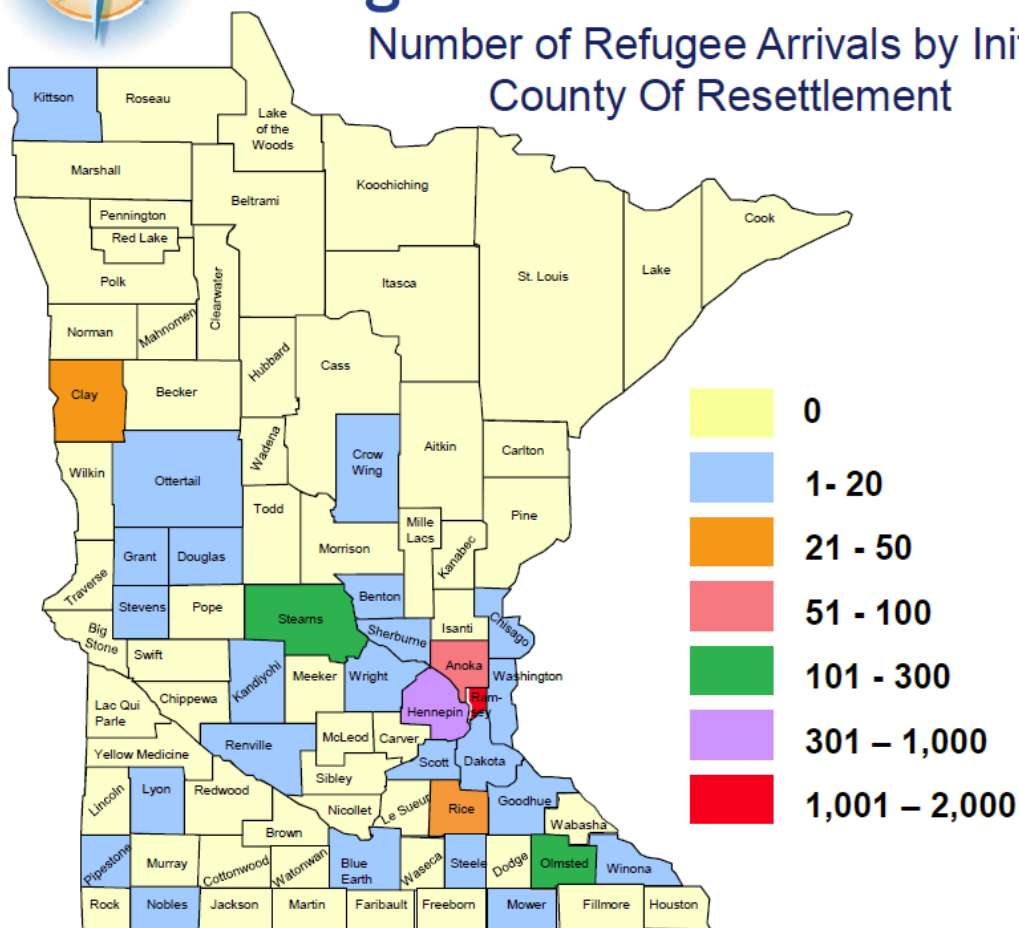 Number of Refugee Arrivals by Init
County Of Resettlement
Kittson
Roseau
Lake
of the
Woods
Marshall
Koochiching
Beltrami
Pennington
Red Lake
Cook
Polk
Clearwater
Itasca
St. Louis
Lake
Norman
Mahnomen
Hubbard
Cass
Clay
Becker
0
Wadena
Crow
Wing
Aitkin
Carlton
Wilkin
Ottertail
1- 20
Todd
Mille
Lacs
Pine
Kanabec
Morrison
21 - 50
Grant
Douglas
Traverse
Stevens
Pope
Benton
51 - 100
Stearns
Big
Stone
Sherburne
Isanti
Chisago
Swift
Anoka
Kandiyohi
Meeker
Wright
Washington
101 - 300
Chippewa
Ram-
sey
Lac Qui
Parle
Hennepin
McLeod
Carver
301 – 1,000
Yellow Medicine
Renville
Scott
Dakota
Sibley
Lincoln
Lyon
Redwood
Nicollet
Le Sueur
Rice
Goodhue
1,001 – 2,000
Brown
Wabasha
Pipestone
Murray
Cottonwood
Watonwan
Blue
Earth
Waseca
Steele
Dodge
Olmsted
Winona
Rock
Nobles
Jackson
Martin
Faribault
Freeborn
Mower
Fillmore
Houston